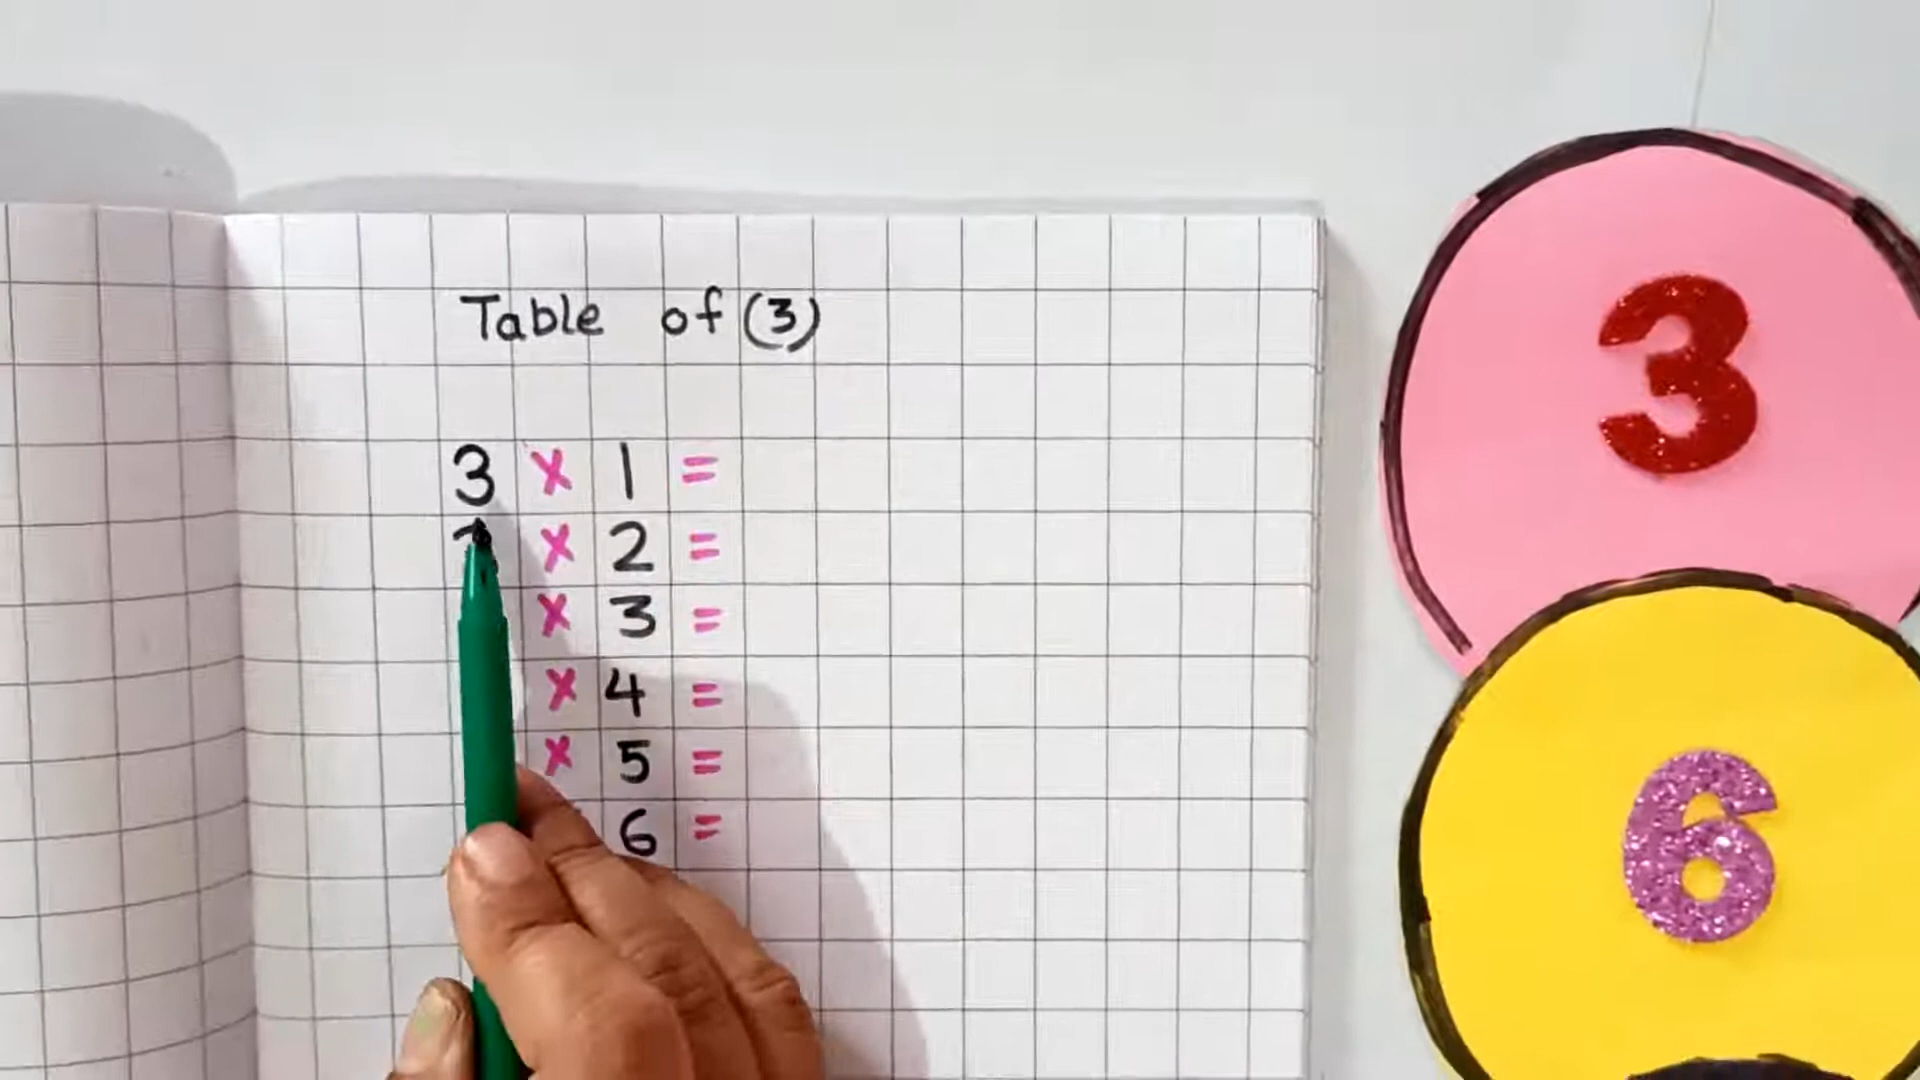 Table of (3)
3 × 1 =
× 2 =
× 3 =
× 4 =
× 5 =
6 =
3
6